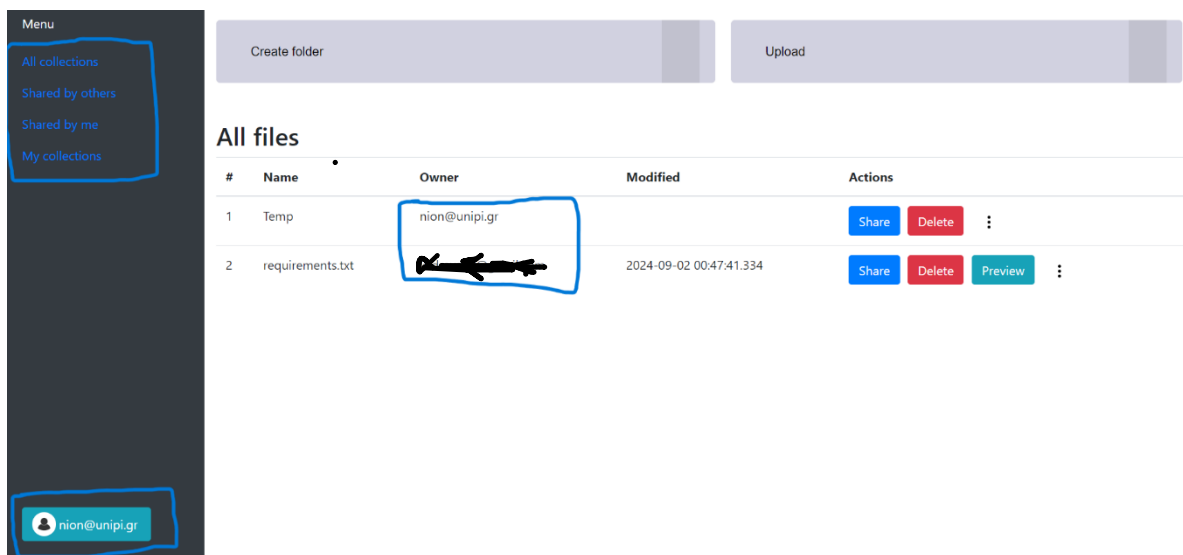 Menu
All collections
Shared by others
Shared by me
My collections
nion@unipi.gr
Create folder
Upload
All files
# Name Owner Modified Actions
1 Temp nion@unipi.gr Share Delete
2 requirements.txt 2024-09-02 00:47:41.334 Share Delete Preview